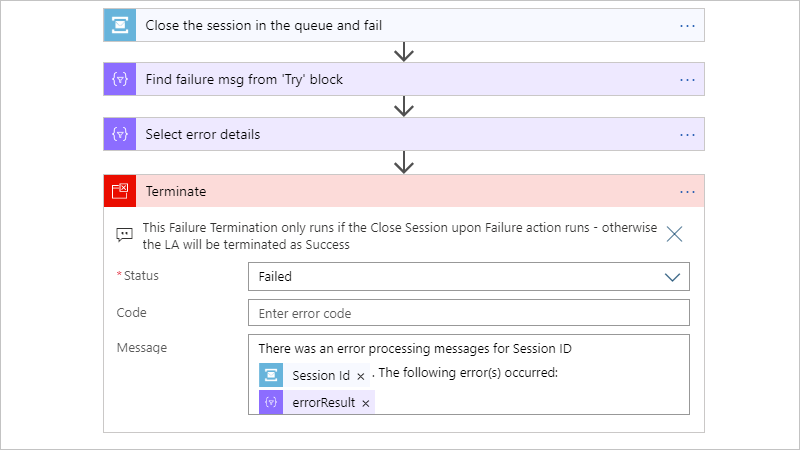 Close the session in the queue and fail
Find failure msg from 'Try' block
Select error details
Terminate
This Failure Termination only runs if the Close Session upon Failure action runs - otherwise
the LA will be terminated as Success
*Status
Failed
Code
Enter error code
Message
There was an error processing messages for Session ID
Session Id × . The following error(s) occurred:
errorResult ×